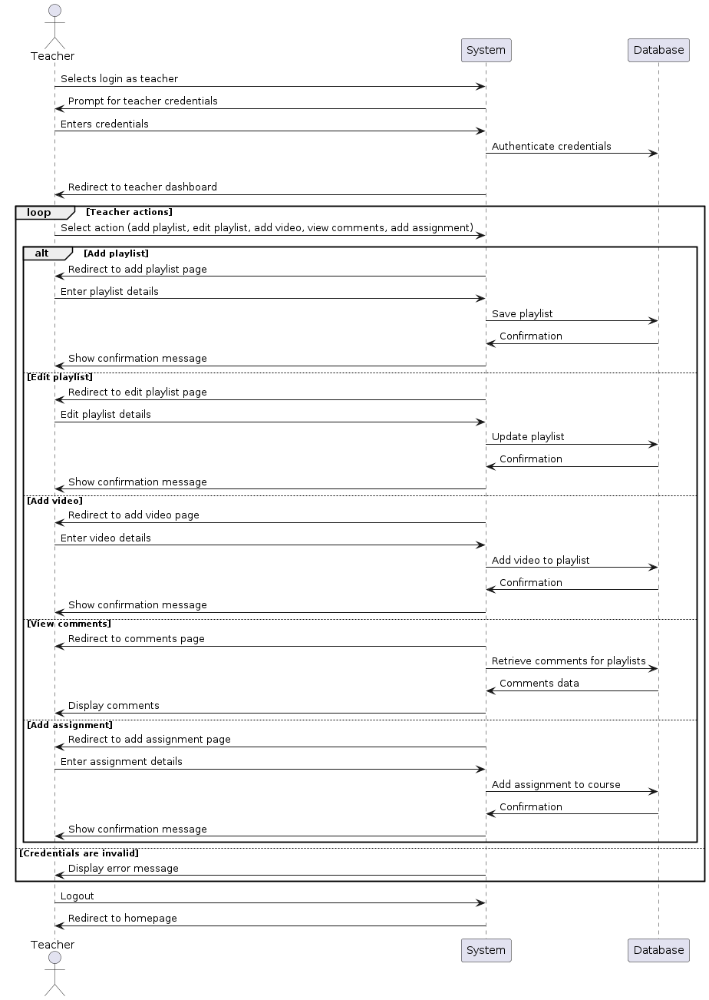 Teacher
System
Database
Selects login as teacher
Prompt for teacher credentials
Enters credentials
Authenticate credentials
Redirect to teacher dashboard
loop [Teacher actions]
Select action (add playlist, edit playlist, add video, view comments, add assignment)
alt [Add playlist]
Redirect to add playlist page
Enter playlist details
Save playlist
Confirmation
Show confirmation message
[Edit playlist]
Redirect to edit playlist page
Edit playlist details
Update playlist
Confirmation
Show confirmation message
[Add video]
Redirect to add video page
Enter video details
Add video to playlist
Confirmation
Show confirmation message
[View comments]
Redirect to comments page
Retrieve comments for playlists
Comments data
Display comments
[Add assignment]
Redirect to add assignment page
Enter assignment details
Add assignment to course
Confirmation
Show confirmation message
[Credentials are invalid]
Display error message
Logout
Redirect to homepage
Teacher
System
Database